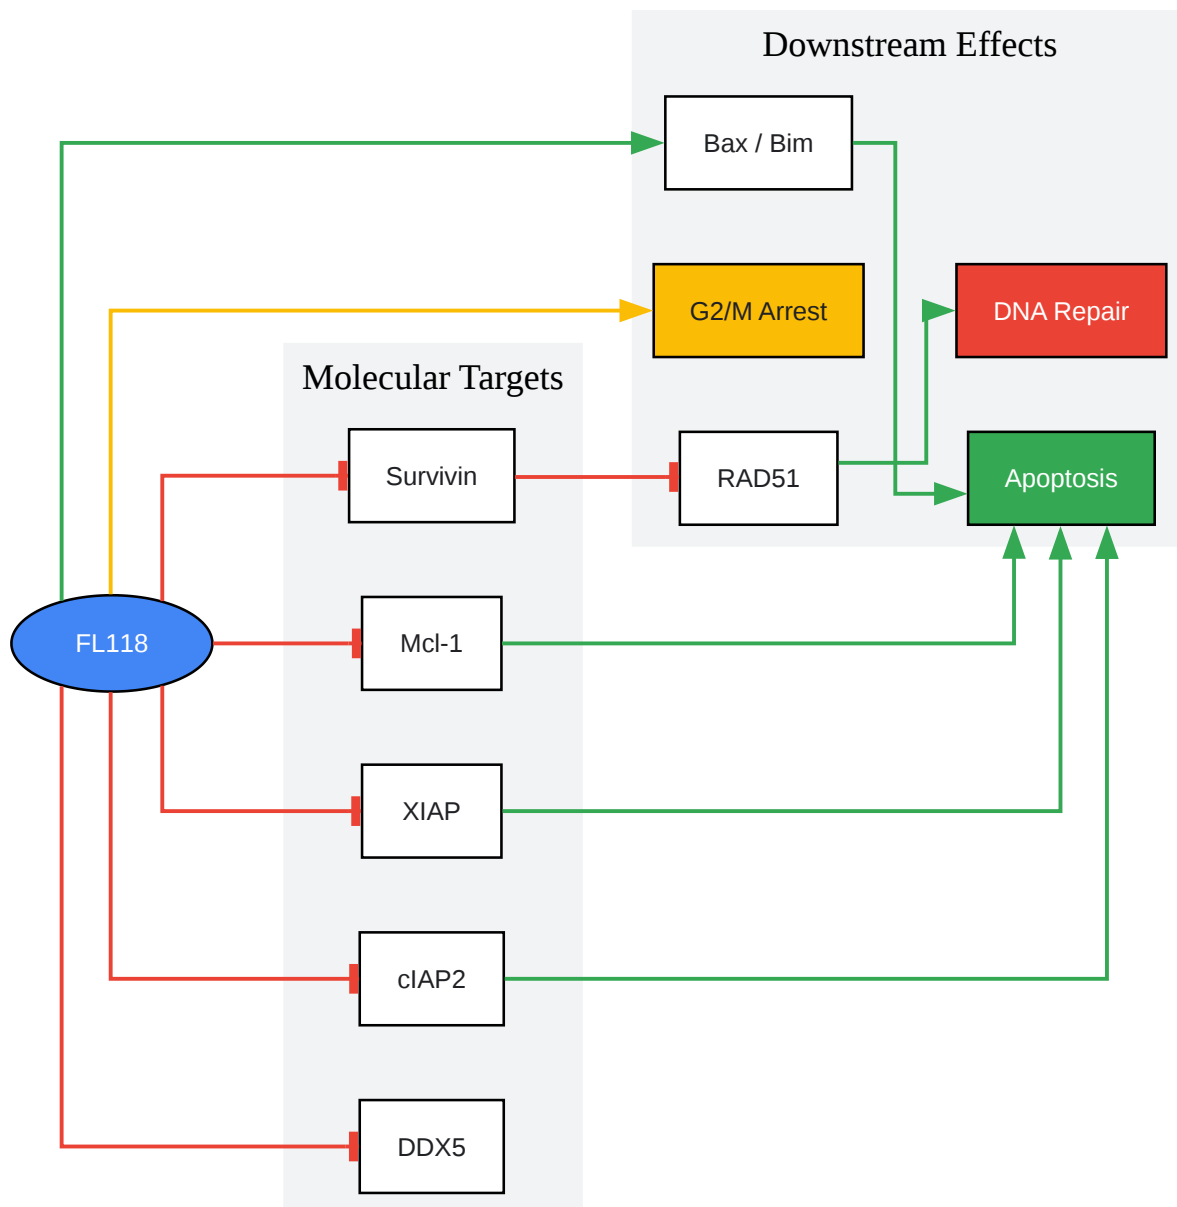 Downstream Effects
Bax / Bim
G2/M Arrest
DNA Repair
Molecular Targets
Survivin
RAD51
Apoptosis
FL118
Mcl-1
XIAP
cIAP2
DDX5